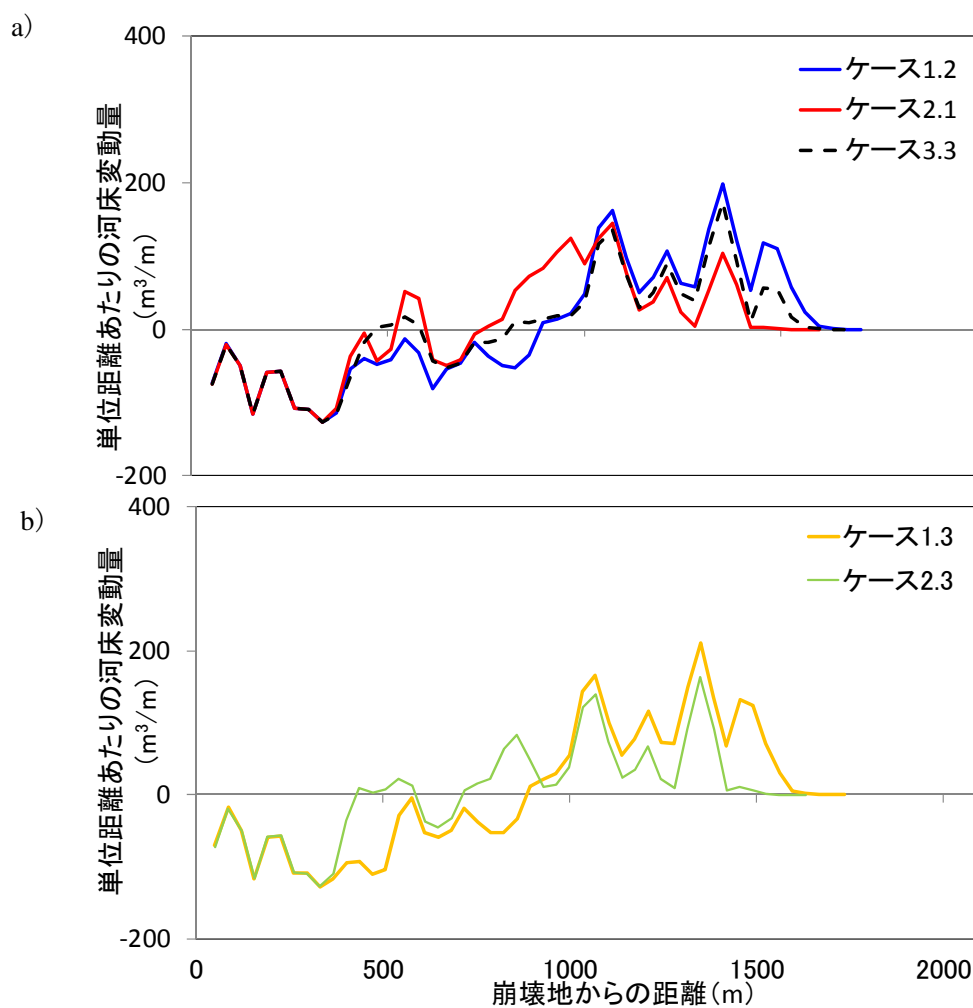 a)
400
200
0
-200
単位距離あたりの河床変動量
(m³/m)
ケース1.2
ケース2.1
ケース3.3
b)
400
200
0
-200
単位距離あたりの河床変動量
(m³/m)
ケース1.3
ケース2.3
0 500 1000 1500 2000
崩壊地からの距離(m)